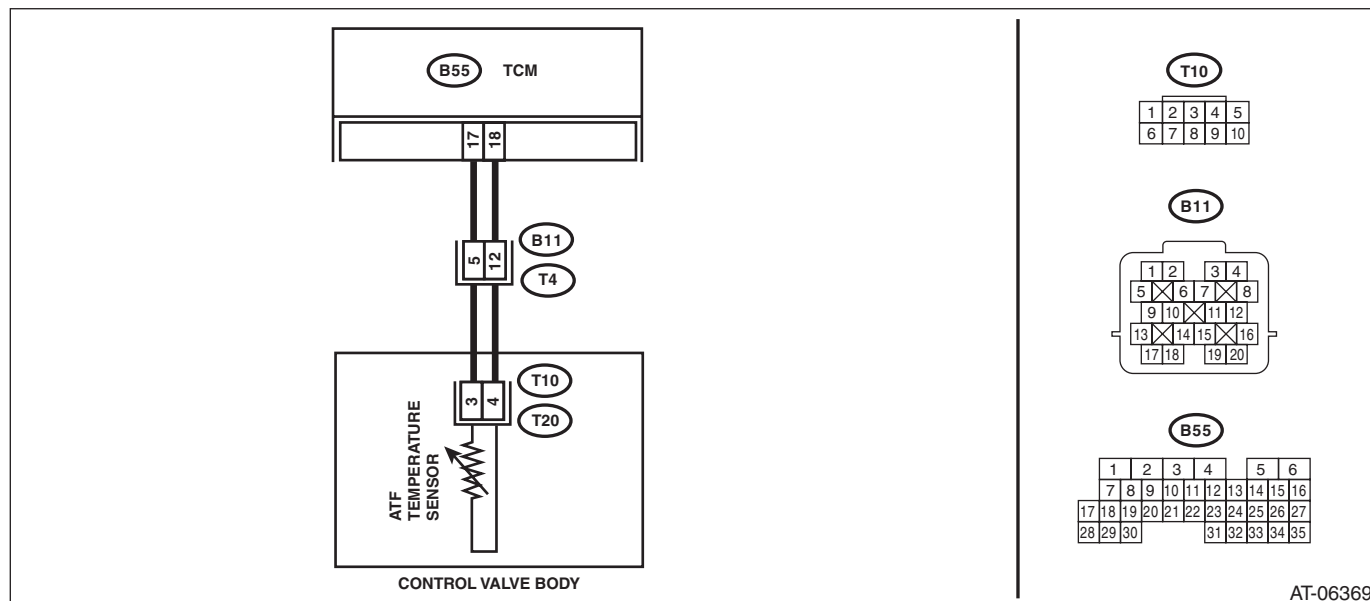 B55 TCM
17 18
5 12
B11
T4
3 4
T10
T20
ATF
TEMPERATURE
SENSOR
CONTROL VALVE BODY
T10
1 2 3 4 5
6 7 8 9 10
B11
1 2 3 4
5 6 7 8
9 10 11 12
13 14 15 16
17 18 19 20
B55
1 2 3 4 5 6
7 8 9 10 11 12 13 14 15 16
17 18 19 20 21 22 23 24 25 26 27
28 29 30 31 32 33 34 35
AT-06369